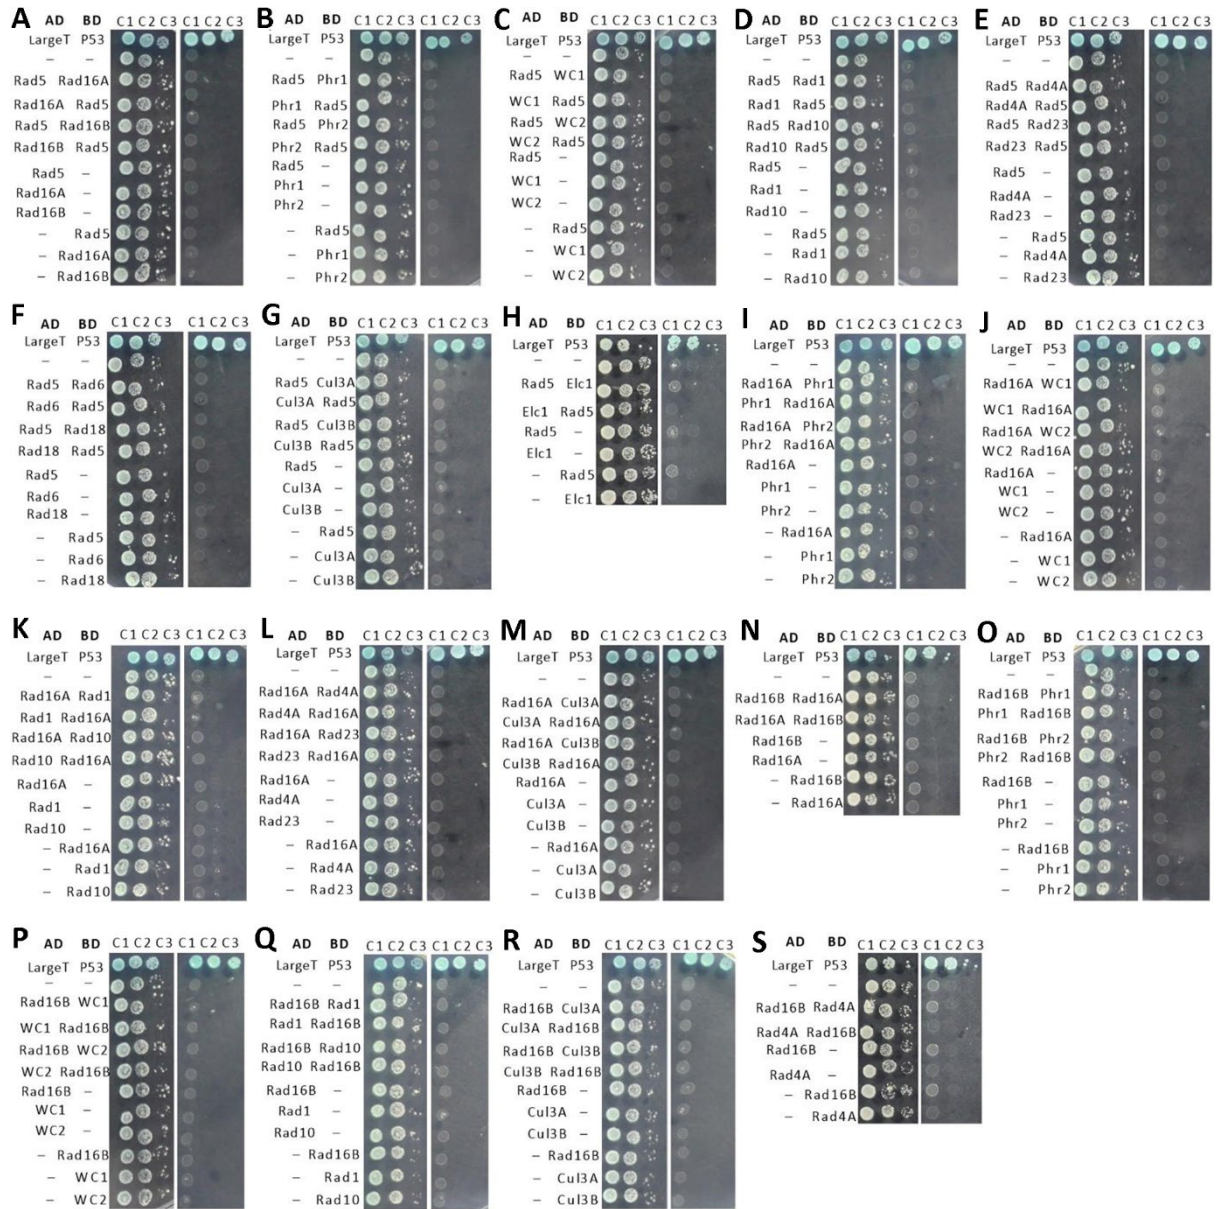 A AD BD C1 C2 C3 C1 C2 C3
LargeT P53
– –
Rad5 Rad16A
Rad16A Rad5
Rad5 Rad16B
Rad16B Rad5
Rad5 –
Rad16A –
Rad16B –
– Rad5
– Rad16A
– Rad16B
B AD BD C1 C2 C3 C1 C2 C3
LargeT P53
– –
Rad5 Phr1
Phr1 Rad5
Rad5 Phr2
Phr2 Rad5
Rad5 –
Phr1 –
Phr2 –
– Rad5
– Phr1
– Phr2
C AD BD C1 C2 C3 C1 C2 C3
LargeT P53
– –
Rad5 WC1
WC1 Rad5
Rad5 WC2
WC2 Rad5
Rad5 –
WC1 –
WC2 –
– Rad5
– WC1
– WC2
D AD BD C1 C2 C3 C1 C2 C3
LargeT P53
– –
Rad5 Rad1
Rad1 Rad5
Rad5 Rad10
Rad10 Rad5
Rad5 –
Rad1 –
Rad10 –
– Rad5
– Rad1
– Rad10
E AD BD C1 C2 C3 C1 C2 C3
LargeT P53
– –
Rad5 Rad4A
Rad4A Rad5
Rad5 Rad23
Rad23 Rad5
Rad5 –
Rad4A –
Rad23 –
– Rad5
– Rad4A
– Rad23
F AD BD C1 C2 C3 C1 C2 C3
LargeT P53
– –
Rad5 Rad6
Rad6 Rad5
Rad5 Rad18
Rad18 Rad5
Rad5 –
Rad6 –
Rad18 –
– Rad5
– Rad6
– Rad18
G AD BD C1 C2 C3 C1 C2 C3
LargeT P53
– –
Rad5 Cul3A
Cul3A Rad5
Rad5 Cul3B
Cul3B Rad5
Rad5 –
Cul3A –
Cul3B –
– Rad5
– Cul3A
– Cul3B
H AD BD C1 C2 C3 C1 C2 C3
LargeT P53
– –
Rad5 Elc1
Elc1 Rad5
Rad5 –
Elc1 –
– Rad5
– Elc1
I AD BD C1 C2 C3 C1 C2 C3
LargeT P53
– –
Rad16A Phr1
Phr1 Rad16A
Rad16A Phr2
Phr2 Rad16A
Rad16A –
Phr1 –
Phr2 –
– Rad16A
– Phr1
– Phr2
J AD BD C1 C2 C3 C1 C2 C3
LargeT P53
– –
Rad16A WC1
WC1 Rad16A
Rad16A WC2
WC2 Rad16A
Rad16A –
WC1 –
WC2 –
– Rad16A
– WC1
– WC2
K AD BD C1 C2 C3 C1 C2 C3
LargeT P53
– –
Rad16A Rad1
Rad1 Rad16A
Rad16A Rad10
Rad10 Rad16A
Rad16A –
Rad1 –
Rad10 –
– Rad16A
– Rad1
– Rad10
L AD BD C1 C2 C3 C1 C2 C3
LargeT P53
– –
Rad16A Rad4A
Rad4A Rad16A
Rad16A Rad23
Rad23 Rad16A
Rad16A –
Rad4A –
Rad23 –
– Rad16A
– Rad4A
– Rad23
M AD BD C1 C2 C3 C1 C2 C3
LargeT P53
– –
Rad16A Cul3A
Cul3A Rad16A
Rad16A Cul3B
Cul3B Rad16A
Rad16A –
Cul3A –
Cul3B –
– Rad16A
– Cul3A
– Cul3B
N AD BD C1 C2 C3 C1 C2 C3
LargeT P53
– –
Rad16B Rad16A
Rad16A Rad16B
Rad16B –
Rad16A –
– Rad16B
– Rad16A
O AD BD C1 C2 C3 C1 C2 C3
LargeT P53
– –
Rad16B Phr1
Phr1 Rad16B
Rad16B Phr2
Phr2 Rad16B
Rad16B –
Phr1 –
Phr2 –
– Rad16B
– Phr1
– Phr2
P AD BD C1 C2 C3 C1 C2 C3
LargeT P53
– –
Rad16B WC1
WC1 Rad16B
Rad16B WC2
WC2 Rad16B
Rad16B –
WC1 –
WC2 –
– Rad16B
– WC1
– WC2
Q AD BD C1 C2 C3 C1 C2 C3
LargeT P53
– –
Rad16B Rad1
Rad1 Rad16B
Rad16B Rad10
Rad10 Rad16B
Rad16B –
Rad1 –
Rad10 –
– Rad16B
– Rad1
– Rad10
R AD BD C1 C2 C3 C1 C2 C3
LargeT P53
– –
Rad16B Cul3A
Cul3A Rad16B
Rad16B Cul3B
Cul3B Rad16B
Rad16B –
Cul3A –
Cul3B –
– Rad16B
– Cul3A
– Cul3B
S AD BD C1 C2 C3 C1 C2 C3
LargeT P53
– –
Rad16B Rad4A
Rad4A Rad16B
Rad16B –
Rad4A –
– Rad16B
– Rad4A